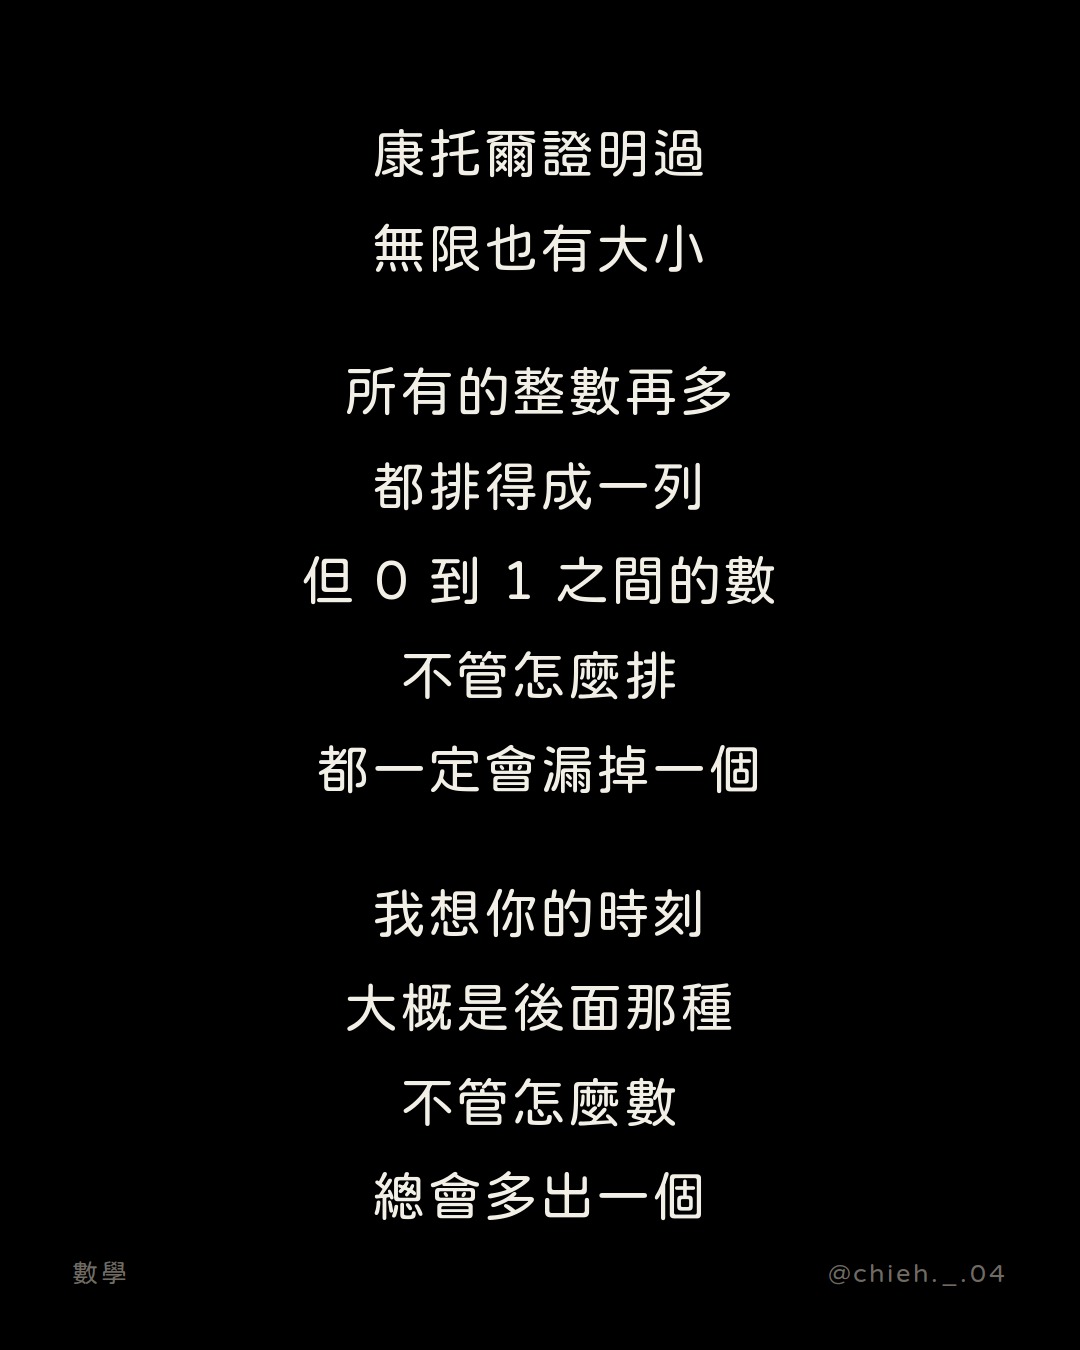 康托爾證明過
無限也有大小
所有的整數再多
都排得成一列
但 0 到 1 之間的數
不管怎麼排
都一定會漏掉一個
我想你的時刻
大概是後面那種
不管怎麼數
總會多出一個
數學
@chieh._.04